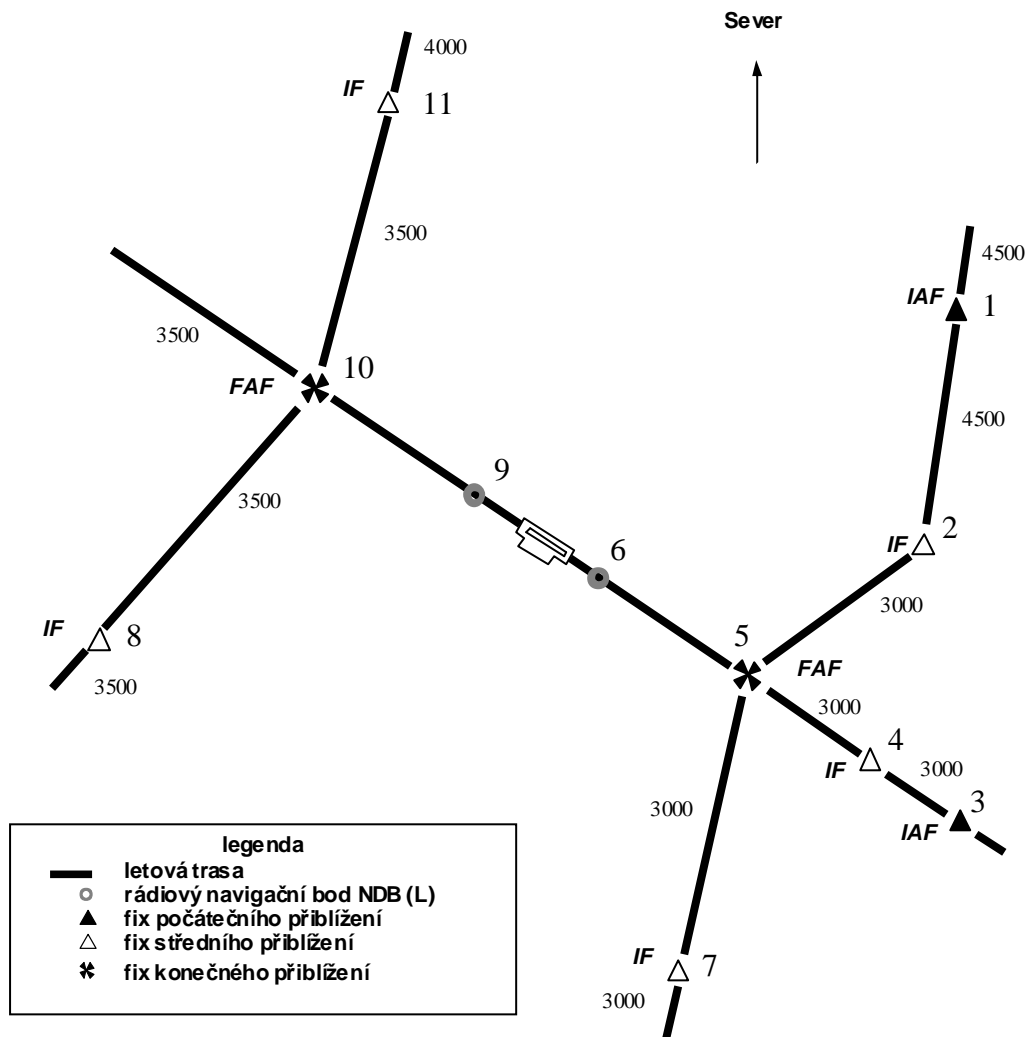 Sever
4000
IF
11
3500
4500
IAF
1
3500
10
FAF
4500
9
3500
2
IF
6
3000
5
FAF
IF
8
3500
3000
4
IF
3000
3
IAF
3000
IF
7
3000
legenda
letová trasa
rádiový navigační bod NDB (L)
fix počátečního přiblížení
fix středního přiblížení
fix konečného přiblížení